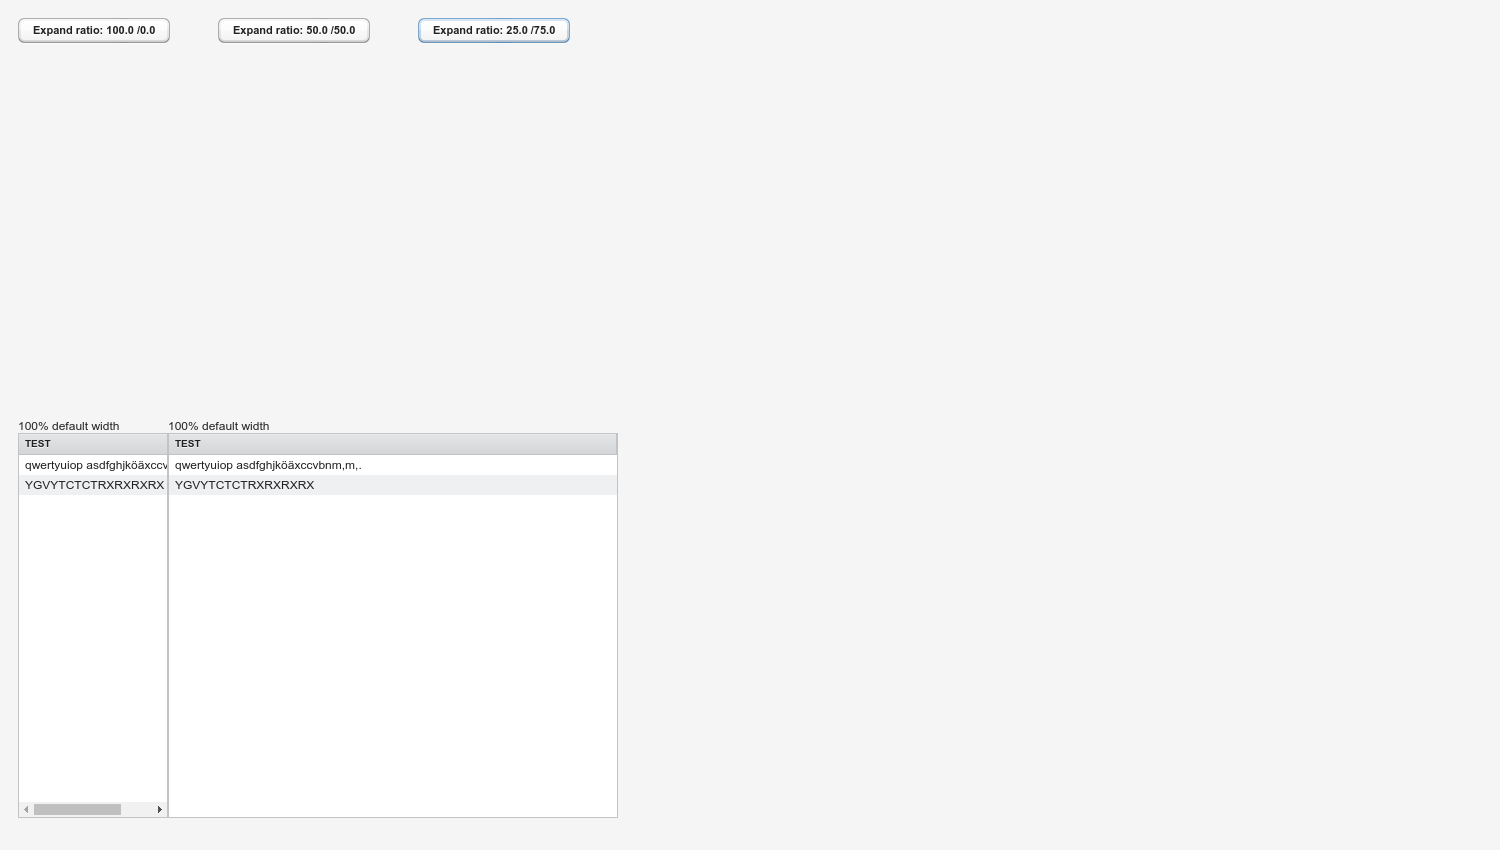 Expand ratio: 100.0 /0.0
Expand ratio: 50.0 /50.0
Expand ratio: 25.0 /75.0
100% default width
100% default width
TEST
TEST
qwertyuiop asdfghjköäxccv
qwertyuiop asdfghjköäxccvbnm,m,.
YGVYTCTCTRXRXRXRX
YGVYTCTCTRXRXRXRX